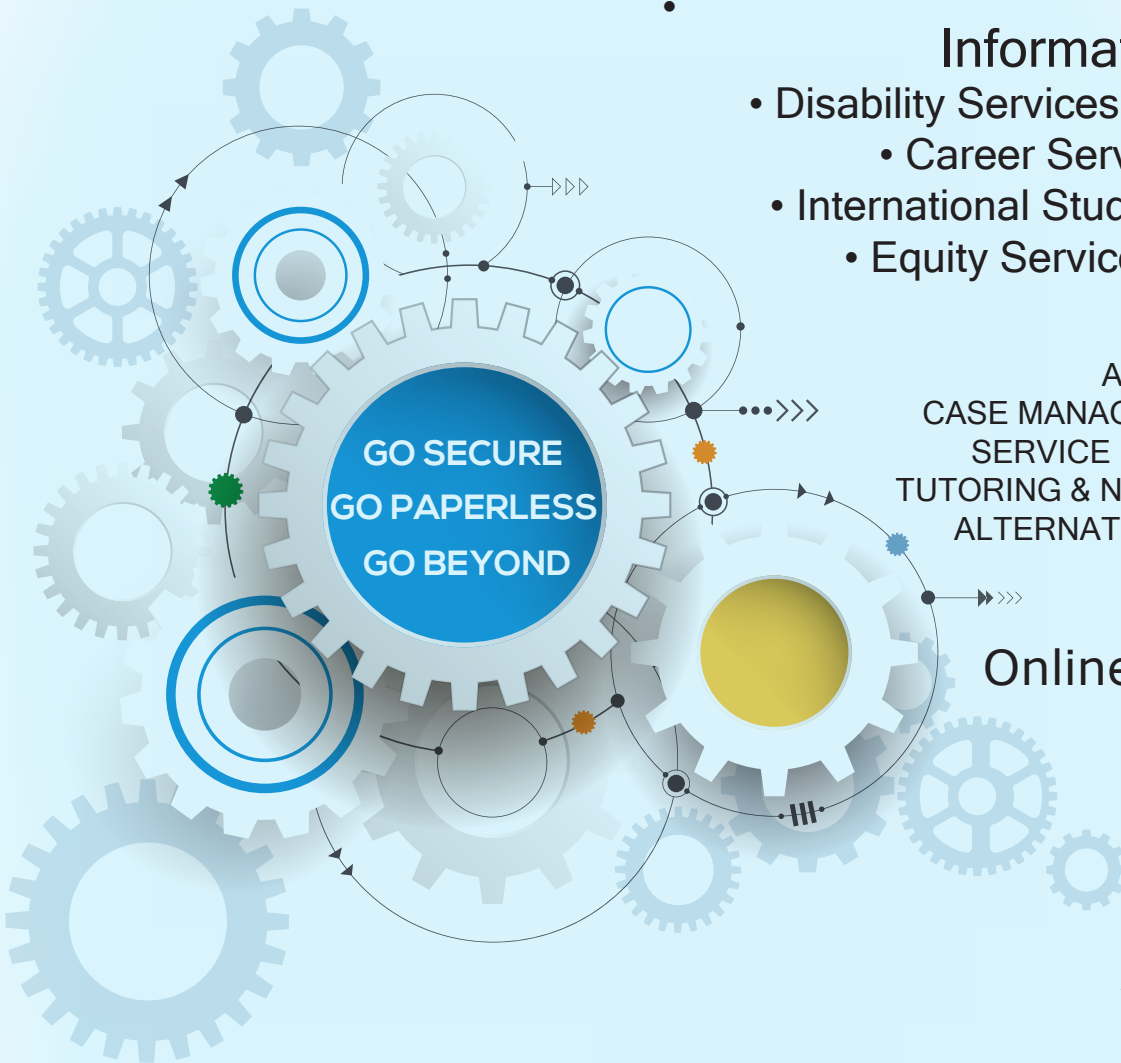 •
Informa
• Disability Services
• Career Serv
• International Stud
• Equity Servic
A
CASE MANAG
SERVICE
TUTORING & N
ALTERNAT
Online
GO SECURE
GO PAPERLESS
GO BEYOND